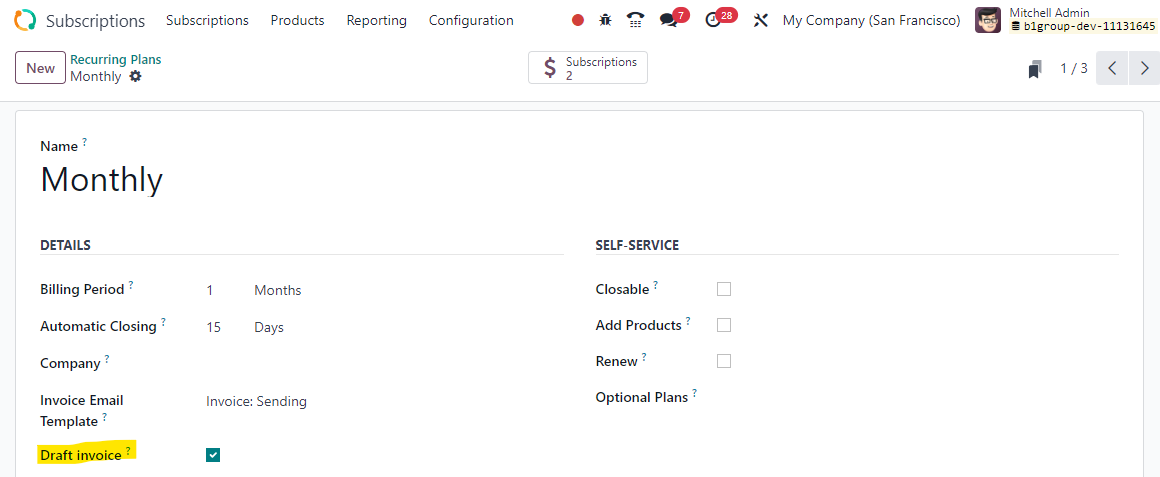 Subscriptions Subscriptions Products Reporting Configuration 7 28 My Company (San Francisco) Mitchell Admin
b1group-dev-11131645
New Recurring Plans
Monthly
$ Subscriptions
2
1 / 3
Name ?
Monthly
DETAILS
Billing Period ? 1 Months
Automatic Closing ? 15 Days
Company ?
Invoice Email
Template ? Invoice: Sending
Draft invoice ?
SELF-SERVICE
Closable ?
Add Products ?
Renew ?
Optional Plans ?